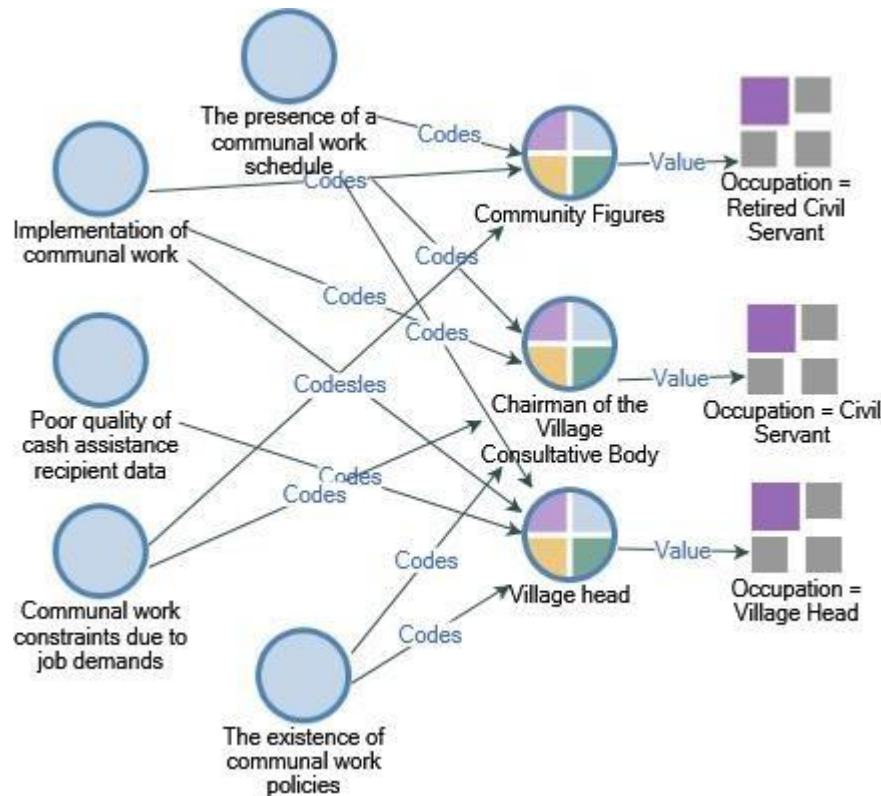 The presence of a
communal work
schedule
Codes
Codes
Implementation of
communal work
Community Figures
Value
Occupation =
Retired Civil
Servant
Codes
Codes
Codes
Poor quality of
cash assistance
recipient data
Codes
Chairman of the
Village
Consultative Body
Value
Occupation = Civil
Servant
Codes
Codes
Communal work
constraints due to
job demands
Codes
Village head
Value
Occupation =
Village Head
Codes
The existence of
communal work
policies